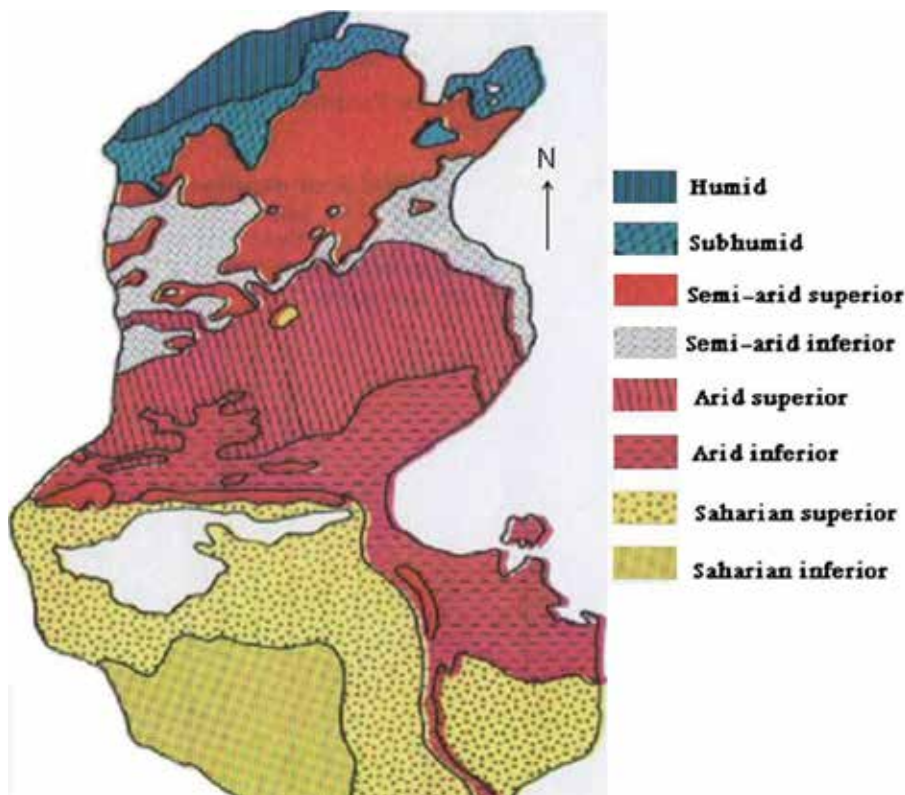 N
Humid
Subhumid
Semi-arid superior
Semi-arid inferior
Arid superior
Arid inferior
Saharian superior
Saharian inferior